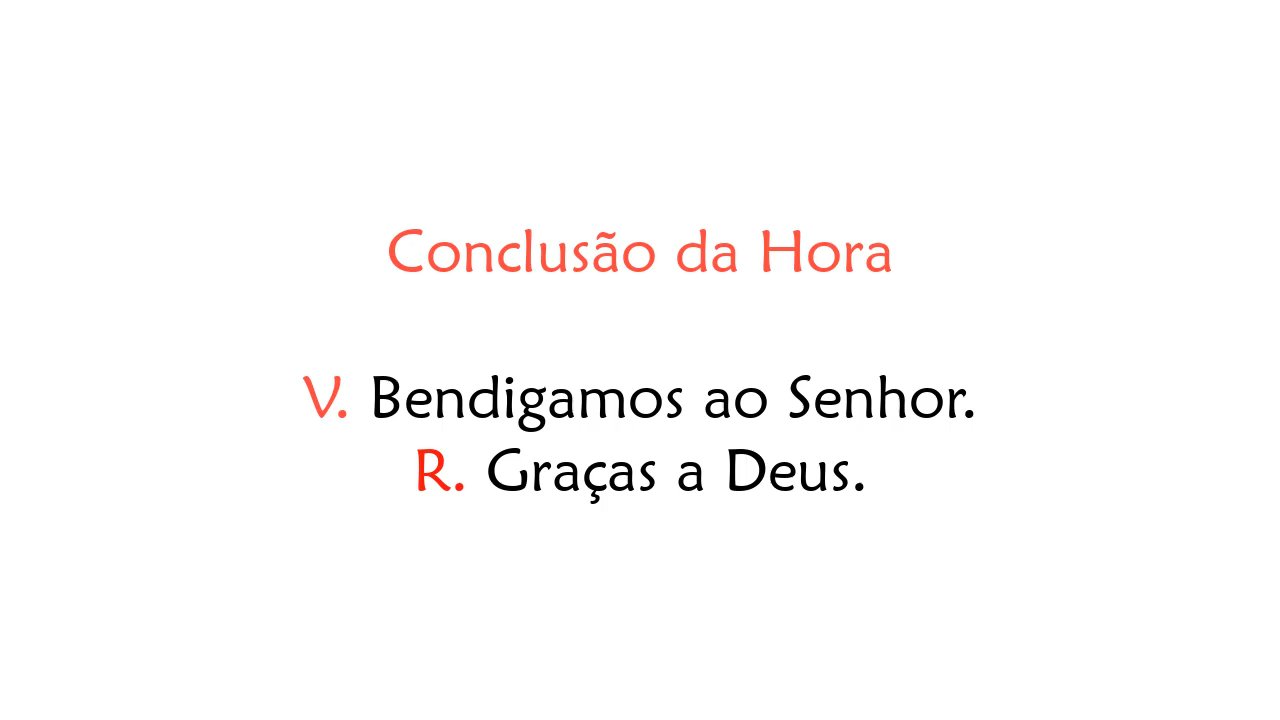 Conclusão da Hora
V. Bendigamos ao Senhor.
R. Graças a Deus.